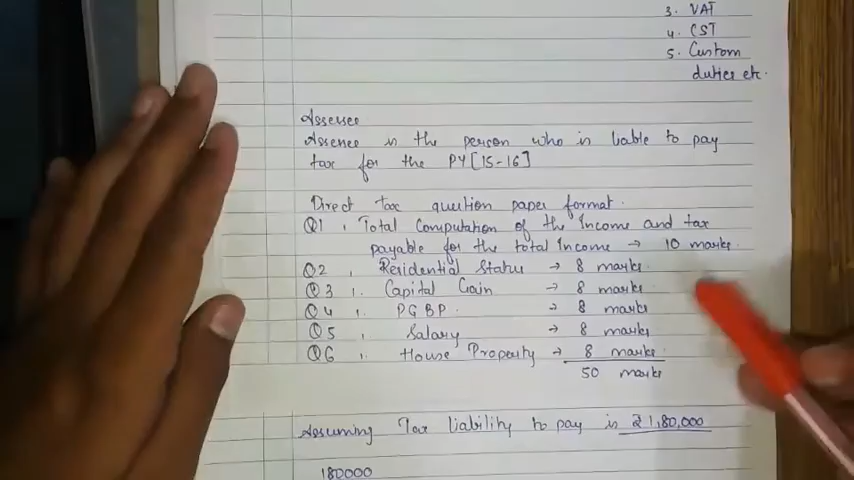 3. VAT
4. CST
5. Custom
duties etc.
Assessee
Assessee is the person who is liable to pay
tax for the PY [15-16]
Direct Tax question paper format.
Q1, Total Computation of the Income and tax
payable for the total Income → 10 marks.
Q2, Residential Status → 8 marks.
Q3 1. Capital Gain → 8 marks.
Q4 1. PGBP. → 8 marks
Q5 1, Salary → 8 marks
Q6 1. House Property → 8 marks.
50 marks
Assuming Tax liability to pay is ₹ 1,80,000
180000